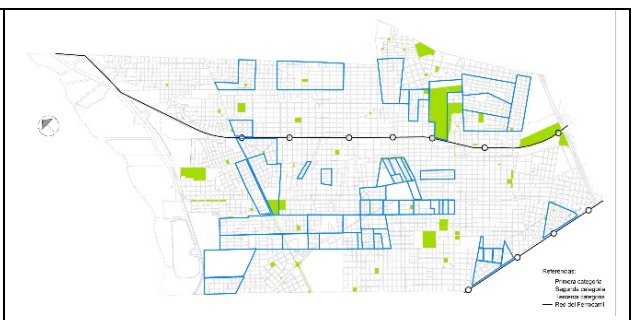 Referencias:
Primera categoría
Segunda categoría
Tercera categoría
Red del Ferrocarril